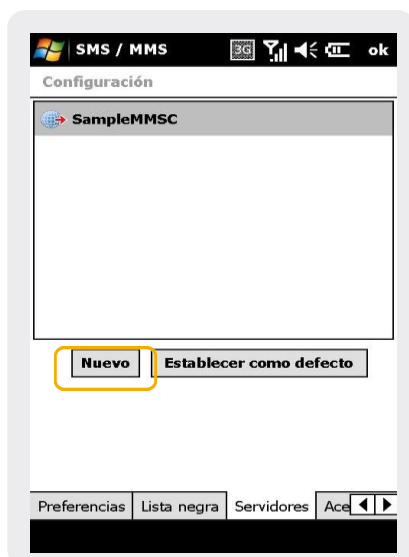 SMS / MMS 3G ok
Configuración
SampleMMSC
Nuevo Establecer como defecto
Preferencias Lista negra Servidores Ace